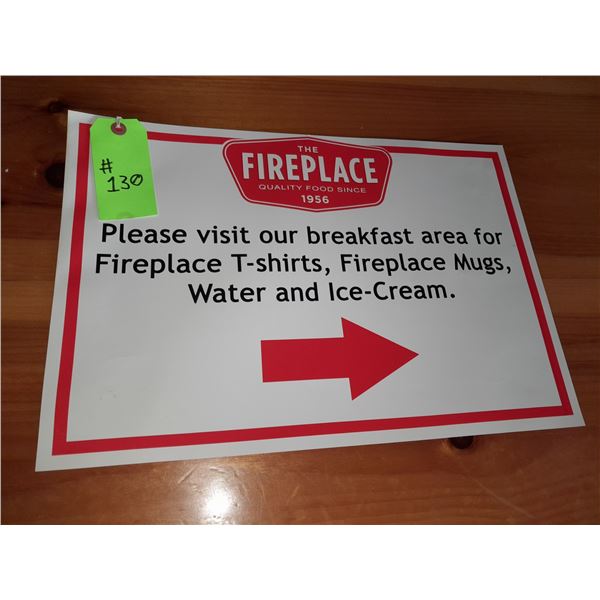 #
130
THE
FIREPLACE
QUALITY FOOD SINCE
1956
Please visit our breakfast area for
Fireplace T-shirts, Fireplace Mugs,
Water and Ice-Cream.